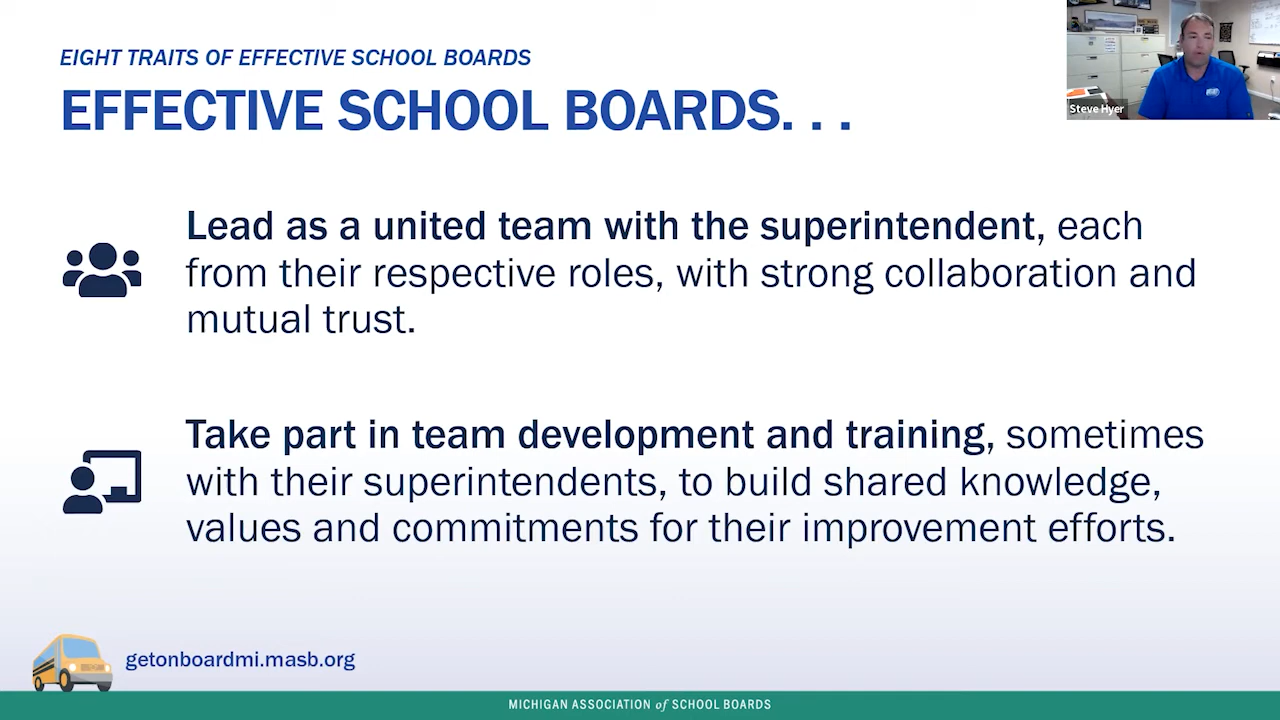 EIGHT TRAITS OF EFFECTIVE SCHOOL BOARDS
EFFECTIVE SCHOOL BOARDS. . .
Steve Hyer
Lead as a united team with the superintendent, each
from their respective roles, with strong collaboration and
mutual trust.
Take part in team development and training, sometimes
with their superintendents, to build shared knowledge,
values and commitments for their improvement efforts.
getonboardmi.masb.org
MICHIGAN ASSOCIATION of SCHOOL BOARDS